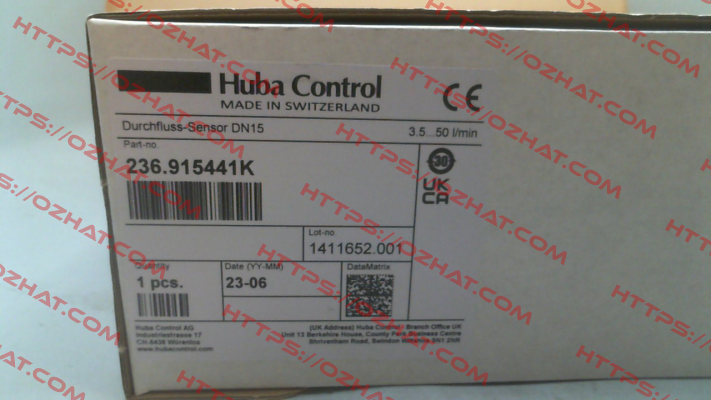 Huba Control
MADE IN SWITZERLAND
CE
Durchfluss-Sensor DN15 3.5...50 l/min
Part-no.
236.915441K
30
UK
CA
Lot-no.
1411652.001
Quantity Date (YY-MM) DataMatrix
1 pcs. 23-06
Huba Control AG (UK Address) Huba Control - Branch Office UK
Industriestrasse 17 Unit 13 Berkshire House, County Park Business Centre
CH-5436 Würenlos Shrivenham Road, Swindon Wiltshire SN1 2NR
www.hubacontrol.com
HTTPS://OZHAT.COM